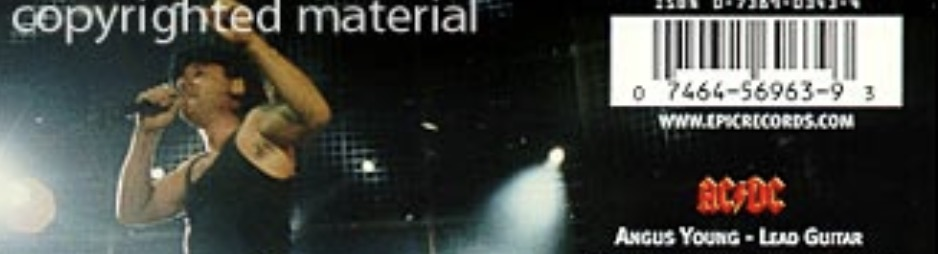 copyrighted material
0 7464-56963-9 3
WWW.EPICRECORDS.COM
AC/DC
ANGUS YOUNG - LEAD GUITAR